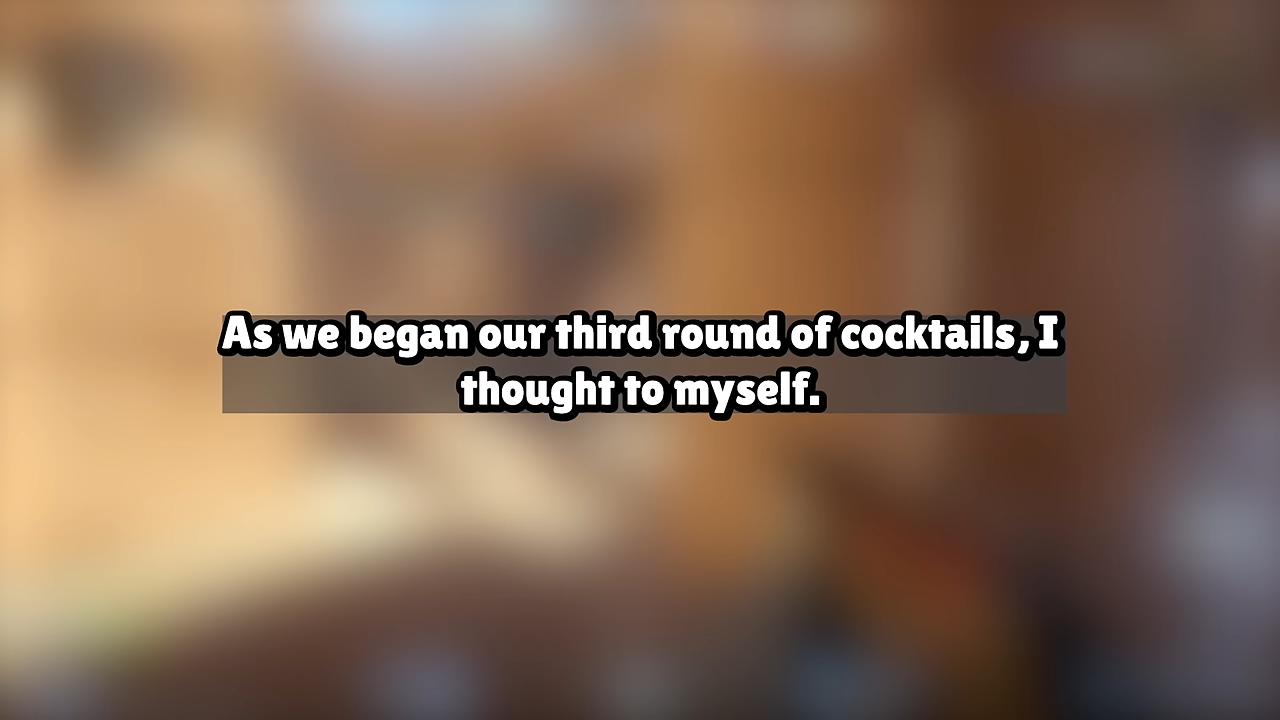 As we began our third round of cocktails, I
thought to myself.